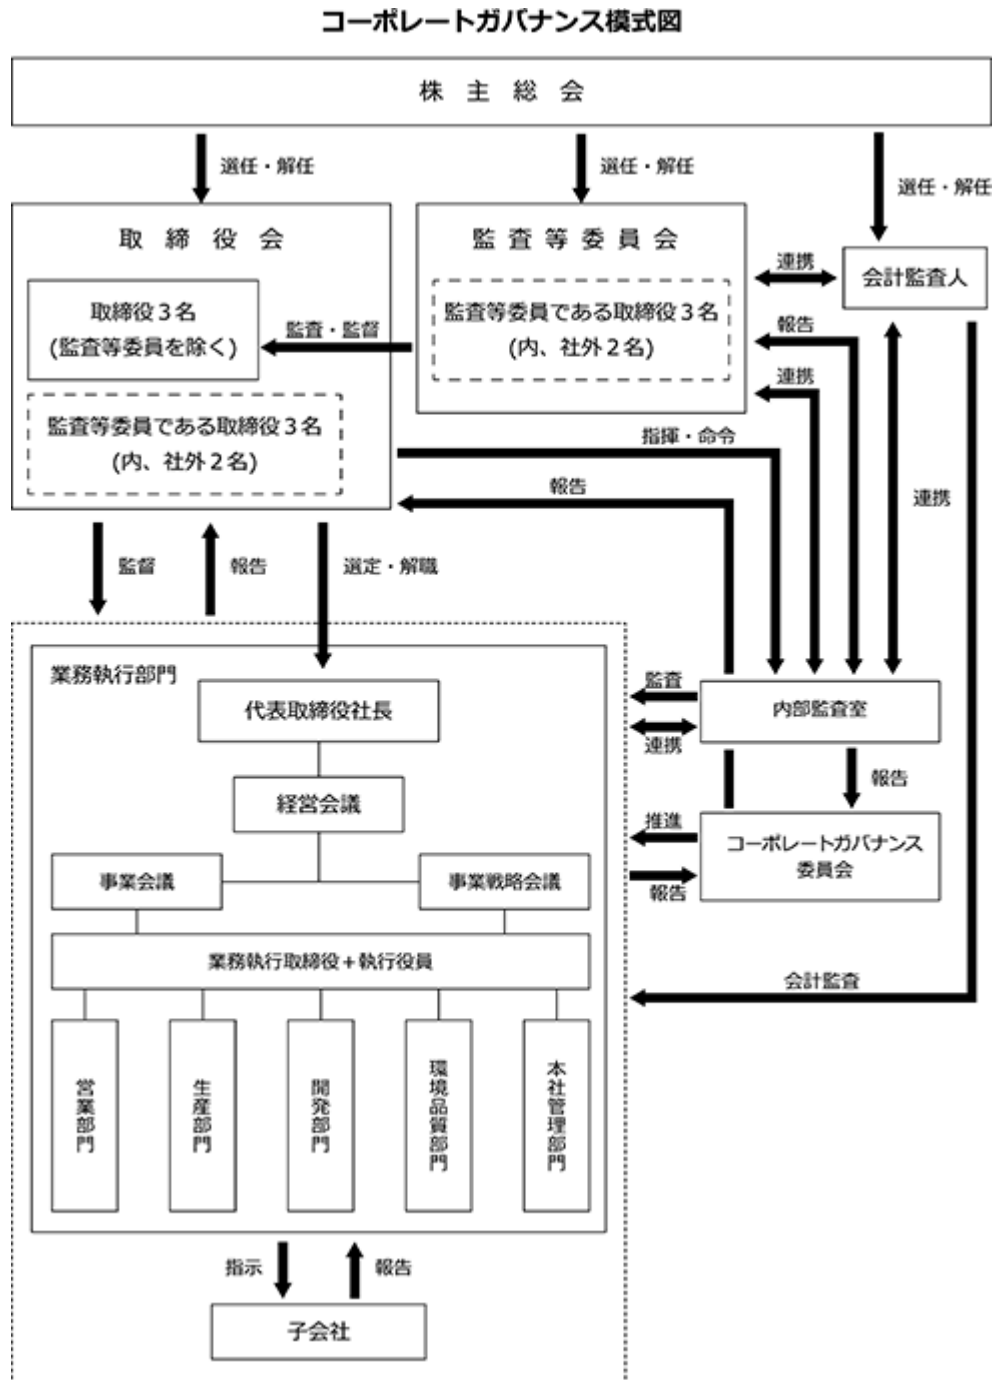 コーポレートガバナンス模式図
株主総会
選任・解任
選任・解任
選任・解任
取締役会
取締役３名
(監査等委員を除く)
監査等委員である取締役３名
(内、社外２名)
監査・監督
監査等委員会
監査等委員である取締役３名
(内、社外２名)
連携
会計監査人
報告
連携
指揮・命令
報告
連携
監督
報告
選定・解職
業務執行部門
代表取締役社長
経営会議
事業会議
事業戦略会議
業務執行取締役＋執行役員
営業部門
生産部門
開発部門
環境品質部門
本社管理部門
監査
連携
内部監査室
報告
推進
報告
コーポレートガバナンス
委員会
会計監査
指示
報告
子会社